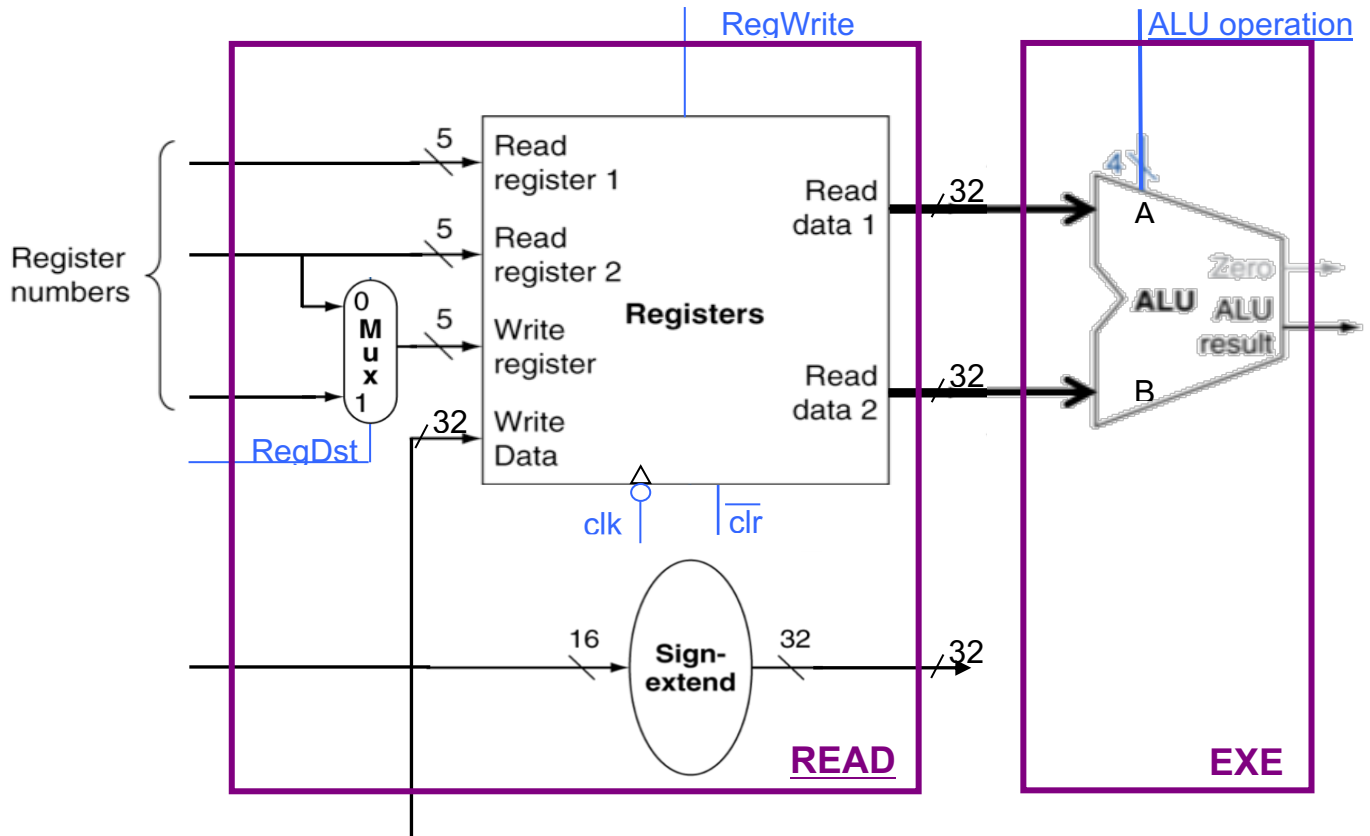 RegWrite
ALU operation
Register
numbers
5
Read
register 1
5
Read
register 2
0
Mux
1
5
Write
register
32
Write
Data
Registers
Read
data 1
Read
data 2
RegDst
clk
clr
32
32
4
A
B
ALU
Zero
ALU
result
16
Sign-
extend
32
32
READ
EXE